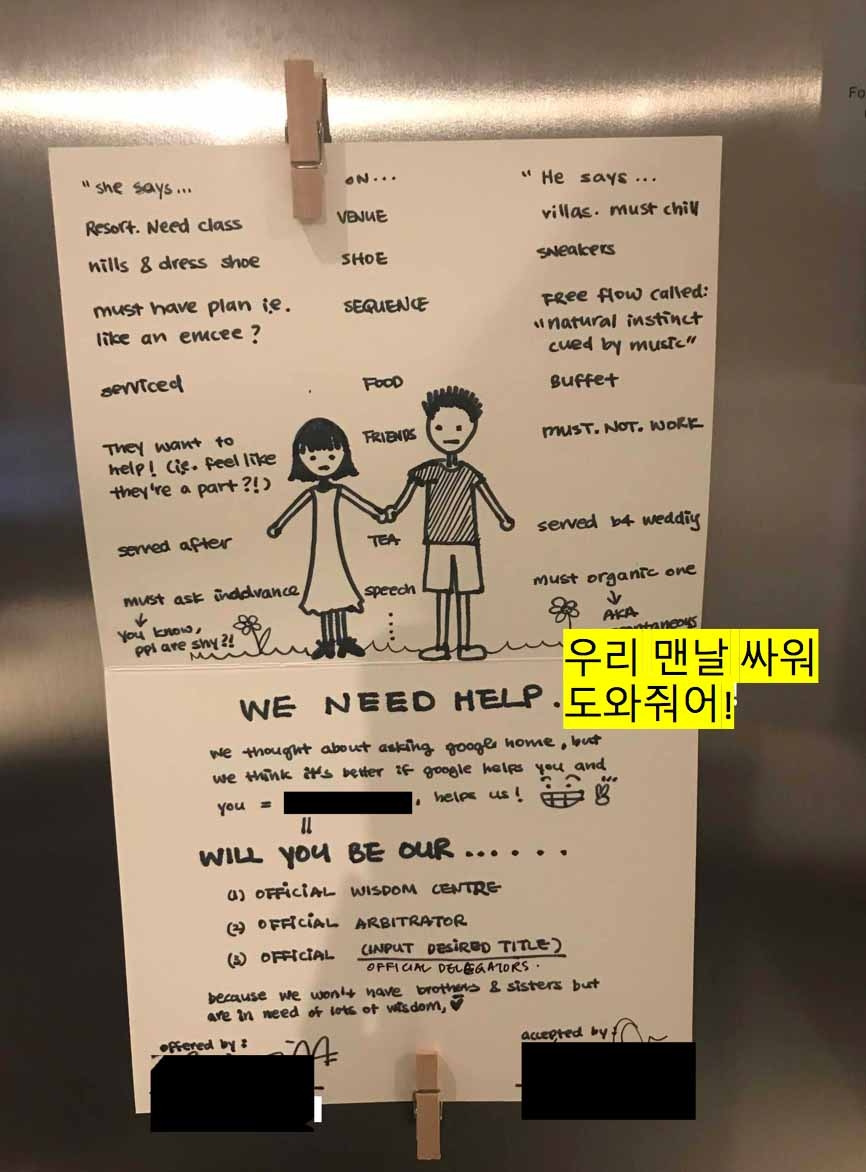 "she says...
ON...
" He says ...
Resort. Need class
VENUE
villas. must chill
hills & dress shoe
SHOE
sneakers
must have plan i.e.
like an emcee?
SEQUENCE
FREE flow called:
"natural instinct
cued by music"
serviced
FOOD
Buffet
They want to
help! (i.e. feel like
they're a part?!)
FRIENDS
must. NOT. WORK
served after
TEA
served b4 wedding
must ask inddvance
↓
You know,
ppl are shy?!
speech
must organic one
↓
AKA
우리 맨날 싸워
도와줘어!
WE NEED HELP.
we thought about asking google home, but
we think it's better if google helps you and
you = , helps us!
WILL YOU BE OUR......
(1) OFFICIAL WISDOM CENTRE
(2) OFFICIAL ARBITRATOR
(3) OFFICIAL (INPUT DESIRED TITLE)
OFFICIAL DELEGATORS.
because we won't have brothers & sisters but
are in need of lots of wisdom, ♥
offered by:
accepted by:
Fo